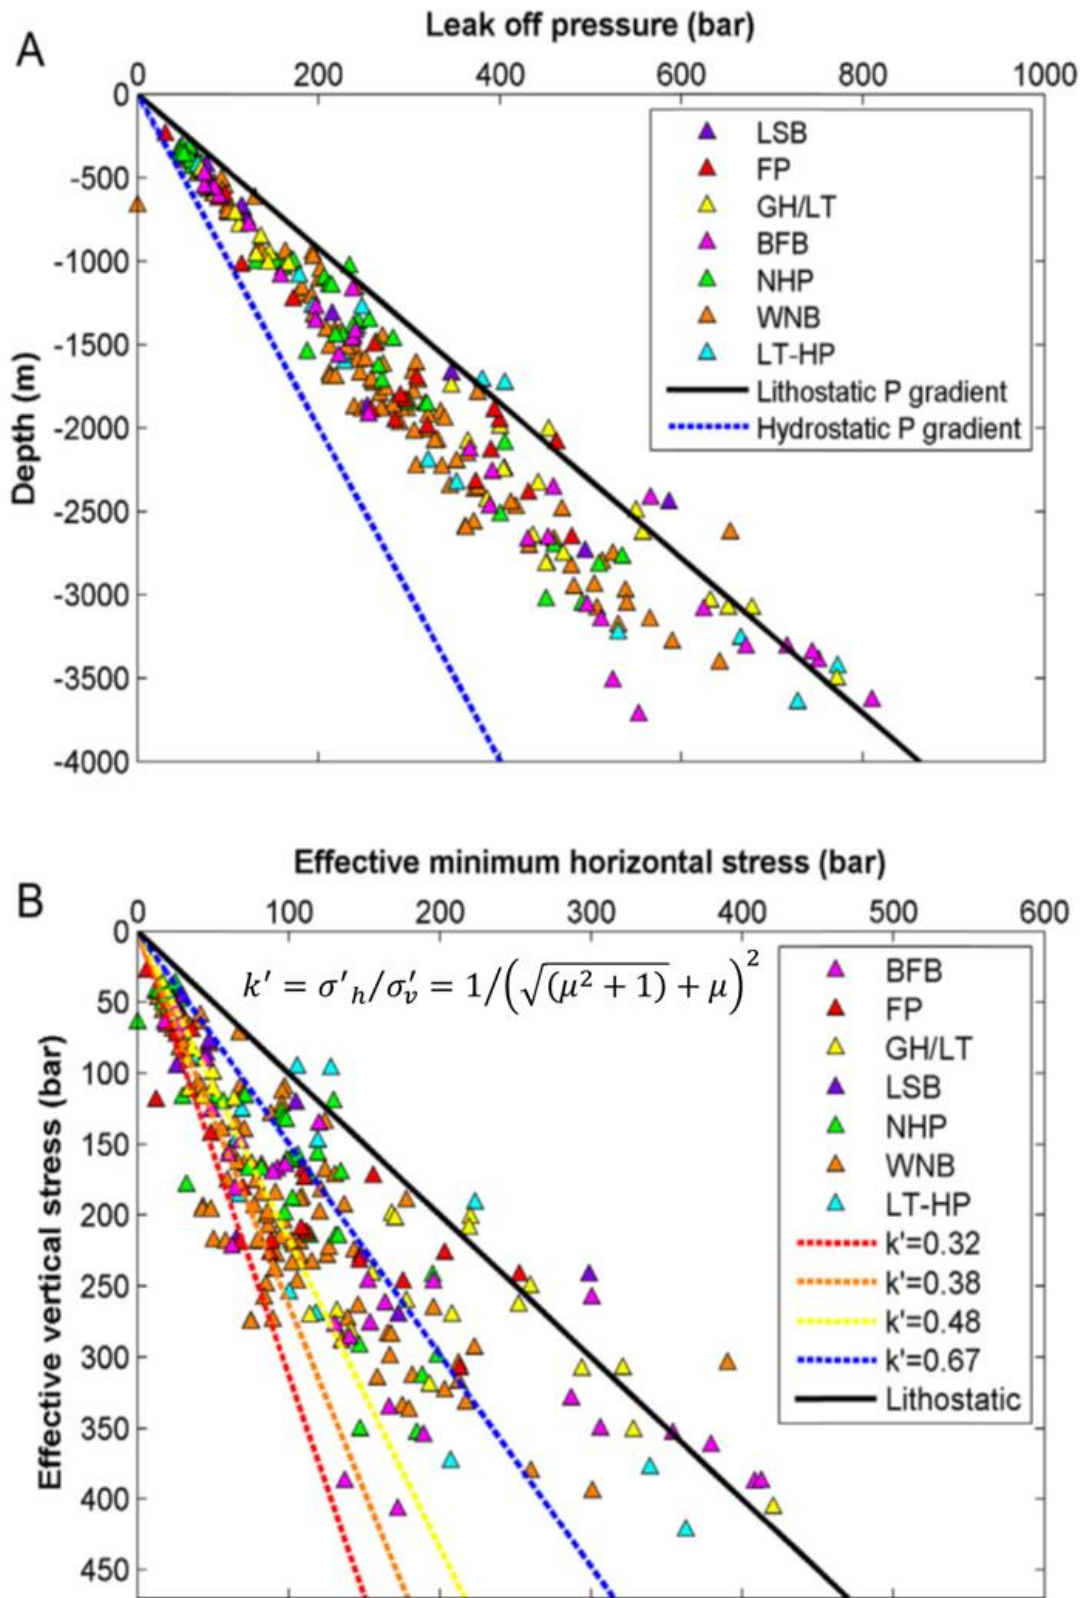 A
Leak off pressure (bar)
0 200 400 600 800 1000
0
-500
-1000
-1500
-2000
-2500
-3000
-3500
-4000
Depth (m)
LSB
FP
GH/LT
BFB
NHP
WNB
LT-HP
Lithostatic P gradient
Hydrostatic P gradient
B
Effective minimum horizontal stress (bar)
0 100 200 300 400 500 600
0
50
100
150
200
250
300
350
400
450
Effective vertical stress (bar)
k′ = σ′ₕ/σ′ᵥ = 1/(√(μ² + 1) + μ)²
BFB
FP
GH/LT
LSB
NHP
WNB
LT-HP
k'=0.32
k'=0.38
k'=0.48
k'=0.67
Lithostatic